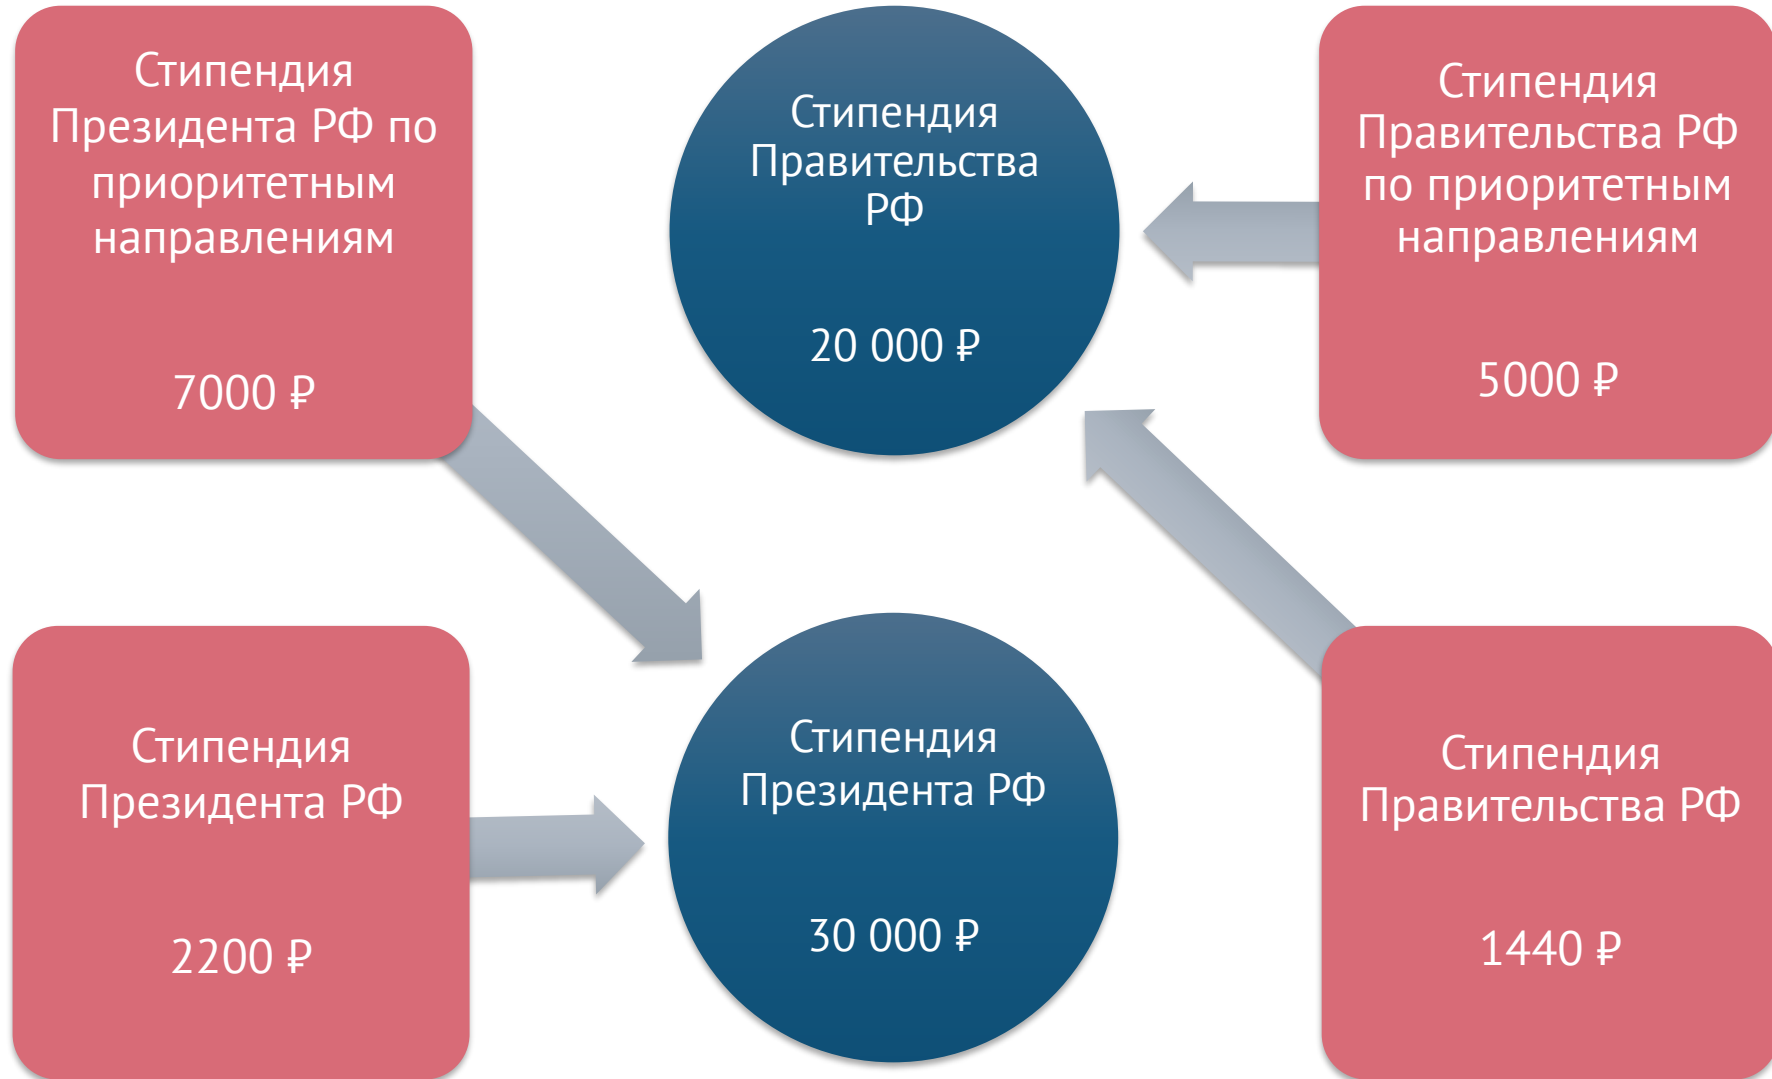 Стипендия
Президента РФ по
приоритетным
направлениям
7000 ₽
Стипендия
Правительства
РФ
20 000 ₽
Стипендия
Правительства РФ
по приоритетным
направлениям
5000 ₽
Стипендия
Президента РФ
2200 ₽
Стипендия
Президента РФ
30 000 ₽
Стипендия
Правительства РФ
1440 ₽